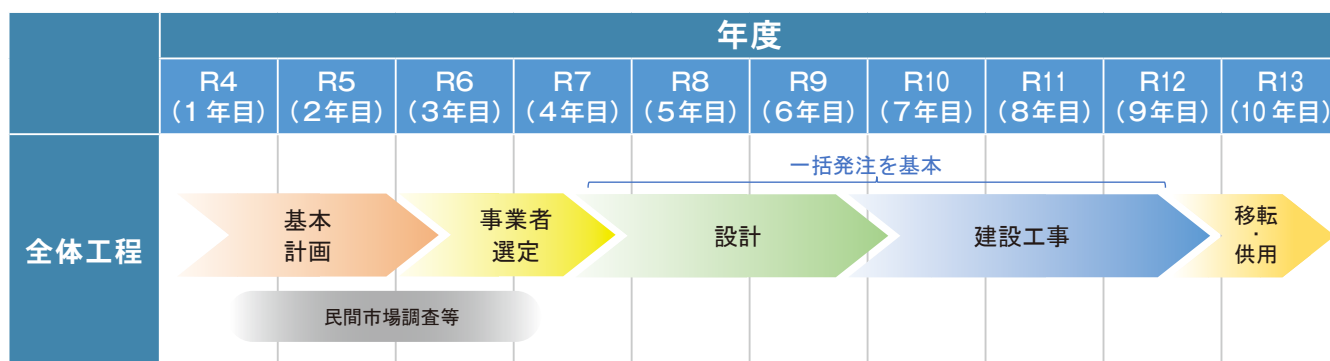 年度
R4 R5 R6 R7 R8 R9 R10 R11 R12 R13
（１年目） （２年目） （３年目） （４年目） （５年目） （６年目） （７年目） （８年目） （９年目） （10年目）
一括発注を基本
全体工程
基本
計画
事業者
選定
設計
建設工事
移転
・
供用
民間市場調査等